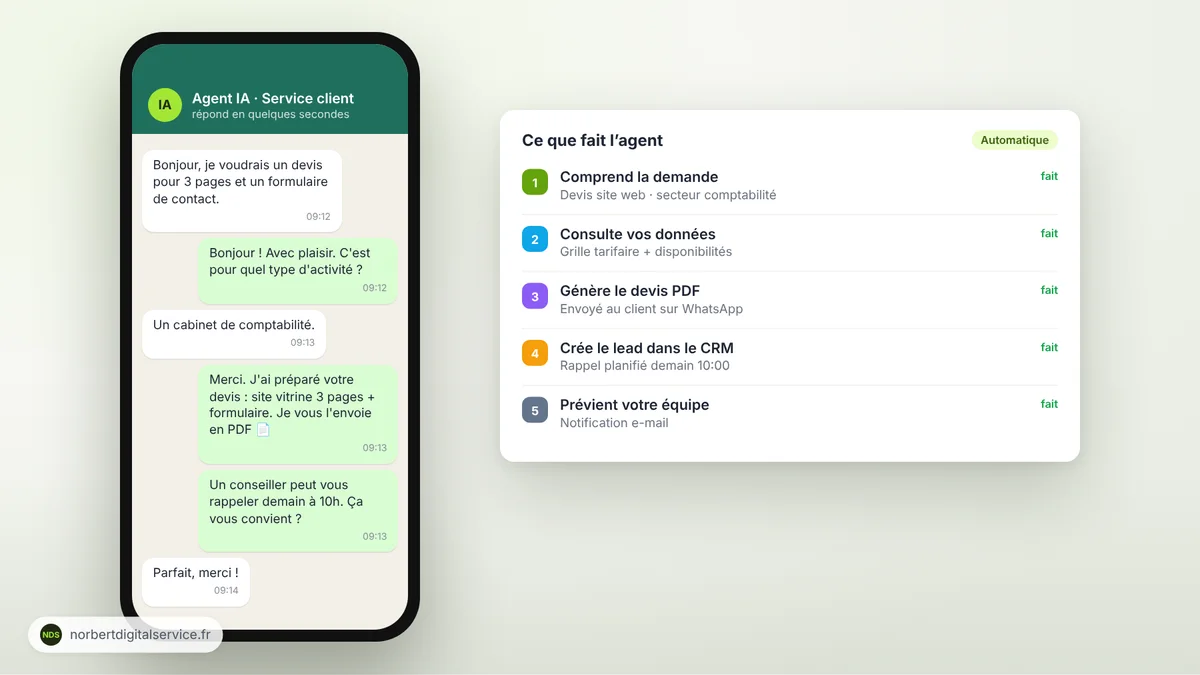 IA
Agent IA · Service client
répond en quelques secondes
Bonjour, je voudrais un devis
pour 3 pages et un formulaire
de contact.
09:12
Bonjour ! Avec plaisir. C'est
pour quel type d'activité ?
09:12
Un cabinet de comptabilité.
09:13
Merci. J'ai préparé votre
devis : site vitrine 3 pages +
formulaire. Je vous l'envoie
en PDF 📄
09:13
Un conseiller peut vous
rappeler demain à 10h. Ça
vous convient ?
09:13
Parfait, merci !
09:14
NDS norbertdigitalservice.fr
Ce que fait l’agent
Automatique
1 Comprend la demande fait
Devis site web · secteur comptabilité
2 Consulte vos données fait
Grille tarifaire + disponibilités
3 Génère le devis PDF fait
Envoyé au client sur WhatsApp
4 Crée le lead dans le CRM fait
Rappel planifié demain 10:00
5 Prévient votre équipe fait
Notification e-mail